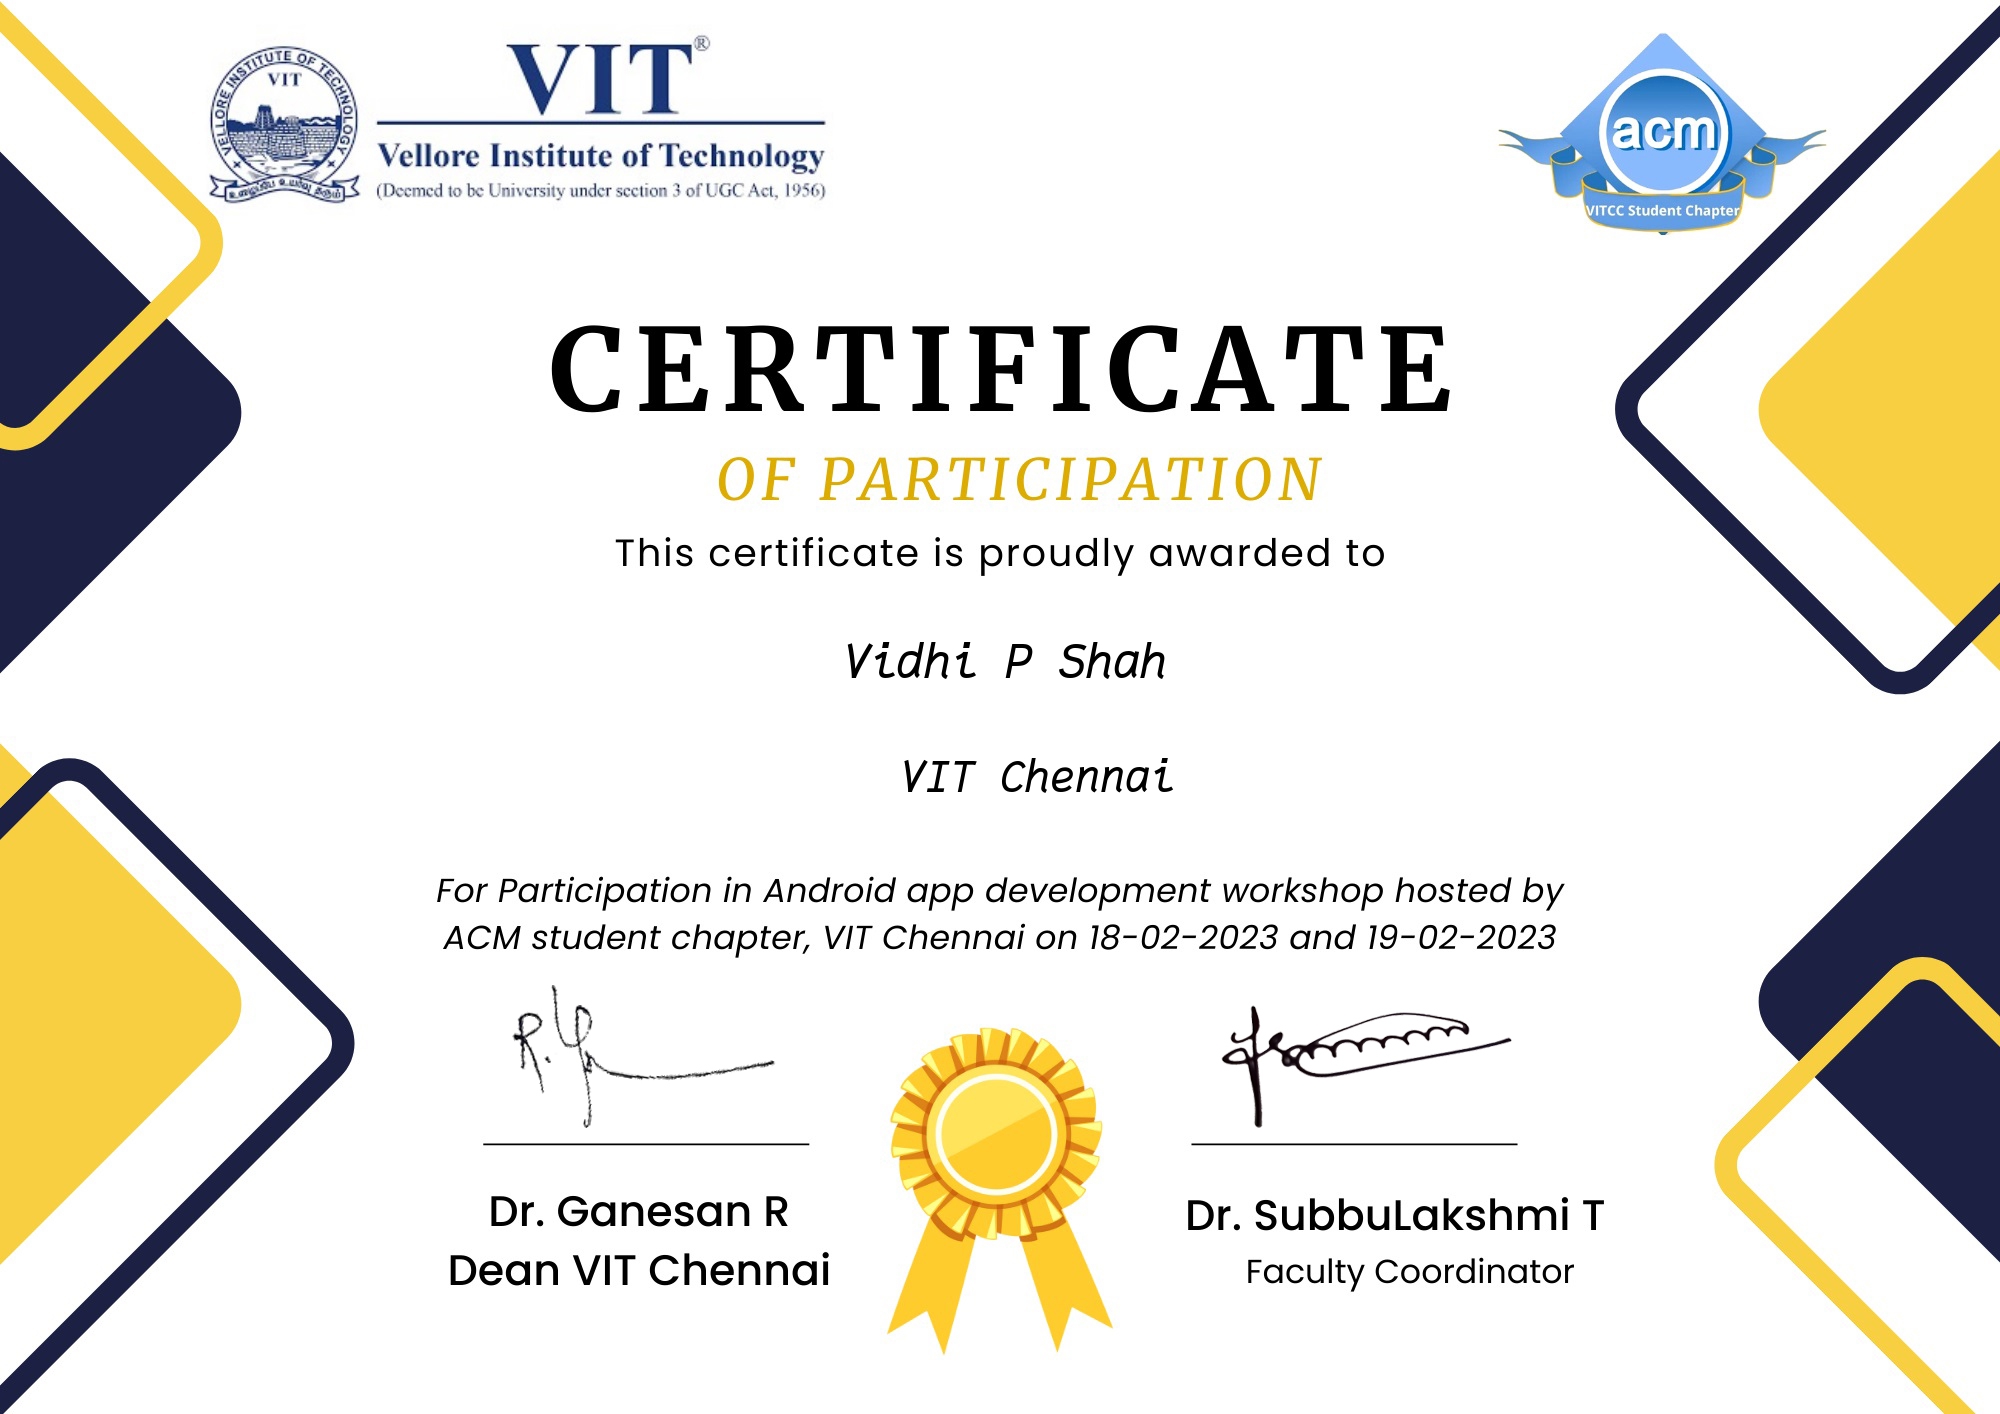 VELLORE INSTITUTE OF TECHNOLOGY
VIT
VIT®
Vellore Institute of Technology
(Deemed to be University under section 3 of UGC Act, 1956)
acm
VITCC Student Chapter
CERTIFICATE
OF PARTICIPATION
This certificate is proudly awarded to
Vidhi P Shah
VIT Chennai
For Participation in Android app development workshop hosted by
ACM student chapter, VIT Chennai on 18-02-2023 and 19-02-2023
Dr. Ganesan R
Dean VIT Chennai
Dr. SubbuLakshmi T
Faculty Coordinator